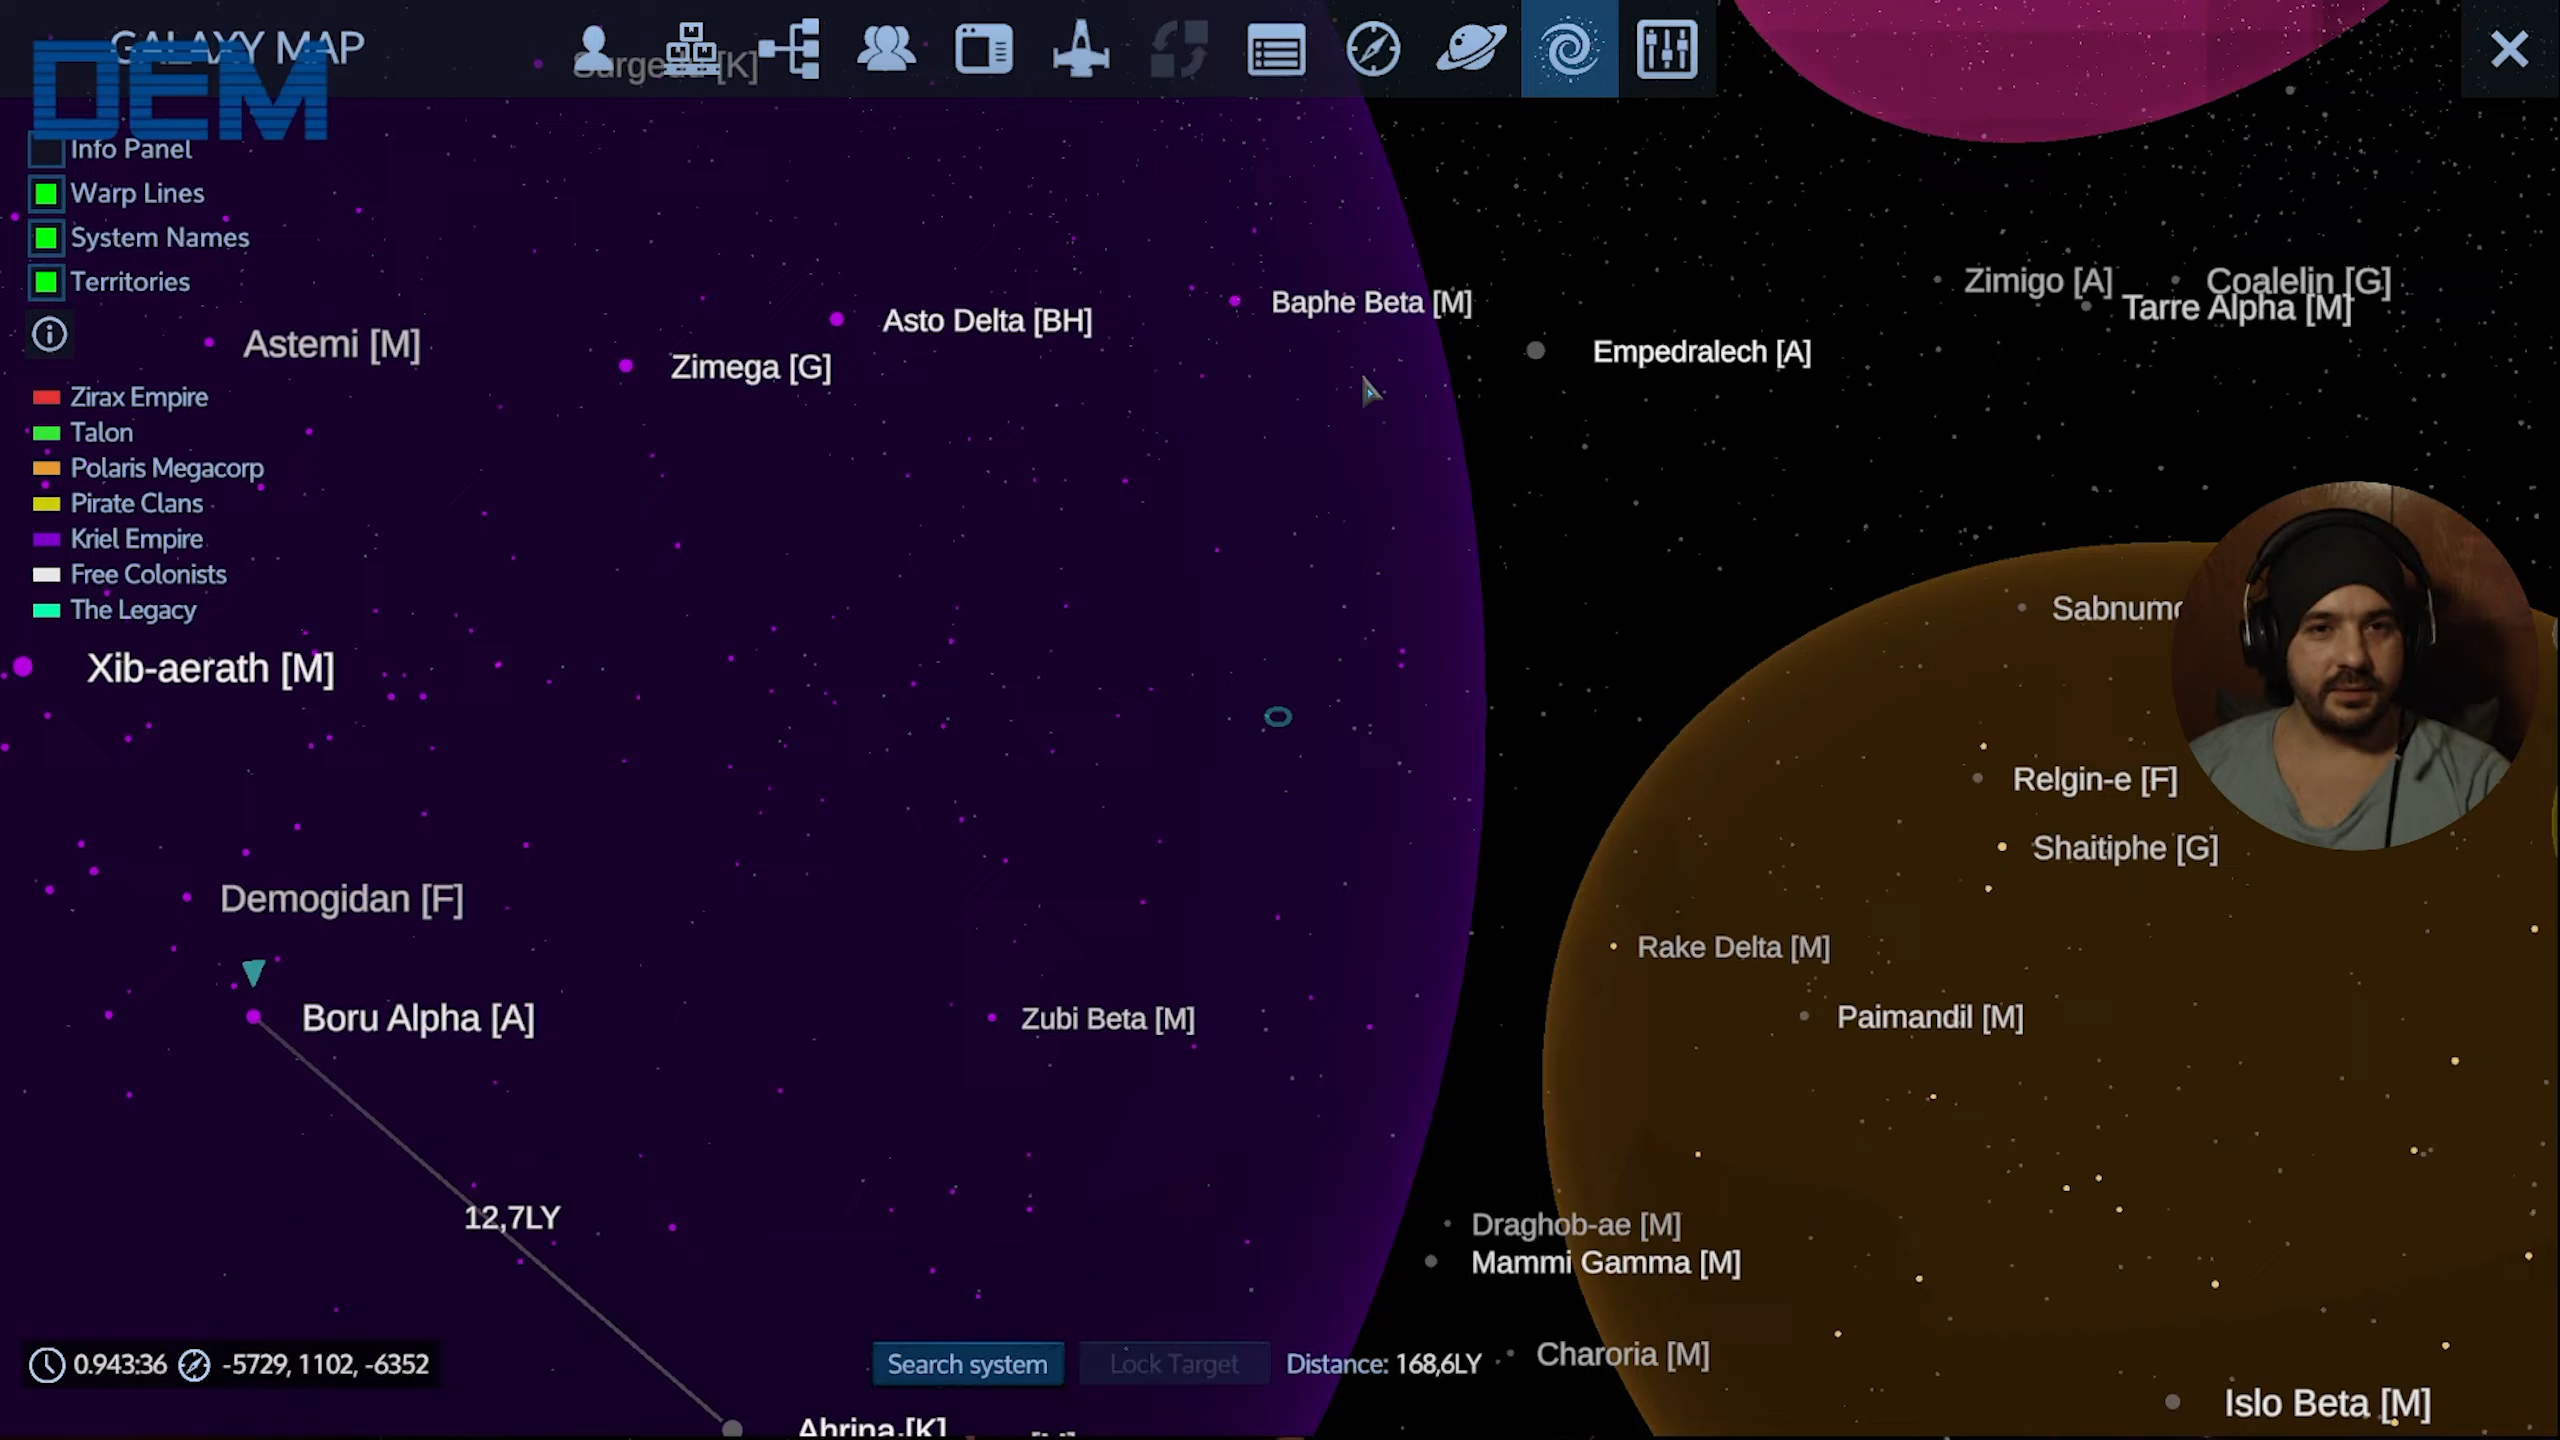 GALAXY MAP
DEM
Surgeou [K]
Info Panel
Warp Lines
System Names
Territories
Zirax Empire
Talon
Polaris Megacorp
Pirate Clans
Kriel Empire
Free Colonists
The Legacy
Astemi [M]
Zimega [G]
Asto Delta [BH]
Baphe Beta [M]
Empedralech [A]
Zimigo [A]
Coalelin [G]
Tarre Alpha [M]
Xib-aerath [M]
Relgin-e [F]
Shaitiphe [G]
Demogidan [F]
Rake Delta [M]
Boru Alpha [A]
Zubi Beta [M]
Paimandil [M]
12,7LY
Draghob-ae [M]
Mammi Gamma [M]
Charoria [M]
0.943:36 -5729, 1102, -6352
Search system
Lock Target
Distance: 168,6LY
Islo Beta [M]
Ahrina [K]